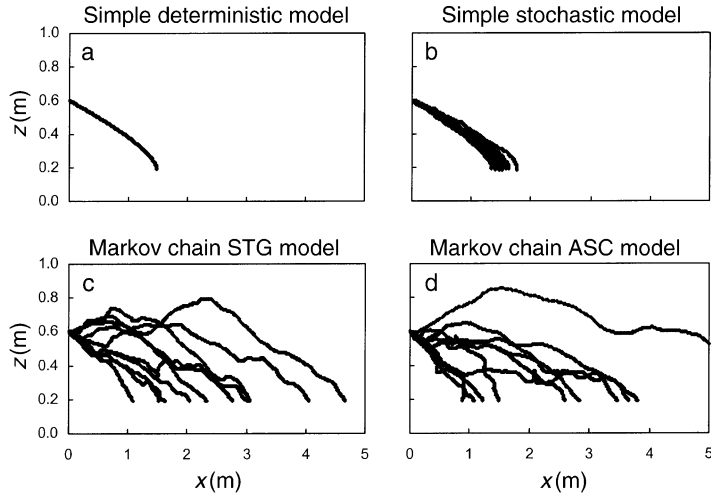 Simple deterministic model
Simple stochastic model
a
b
1.0
0.8
0.6
0.4
0.2
0.0
z(m)
Markov chain STG model
Markov chain ASC model
c
d
1.0
0.8
0.6
0.4
0.2
0.0
z(m)
0 1 2 3 4 5
0 1 2 3 4 5
x(m)
x(m)